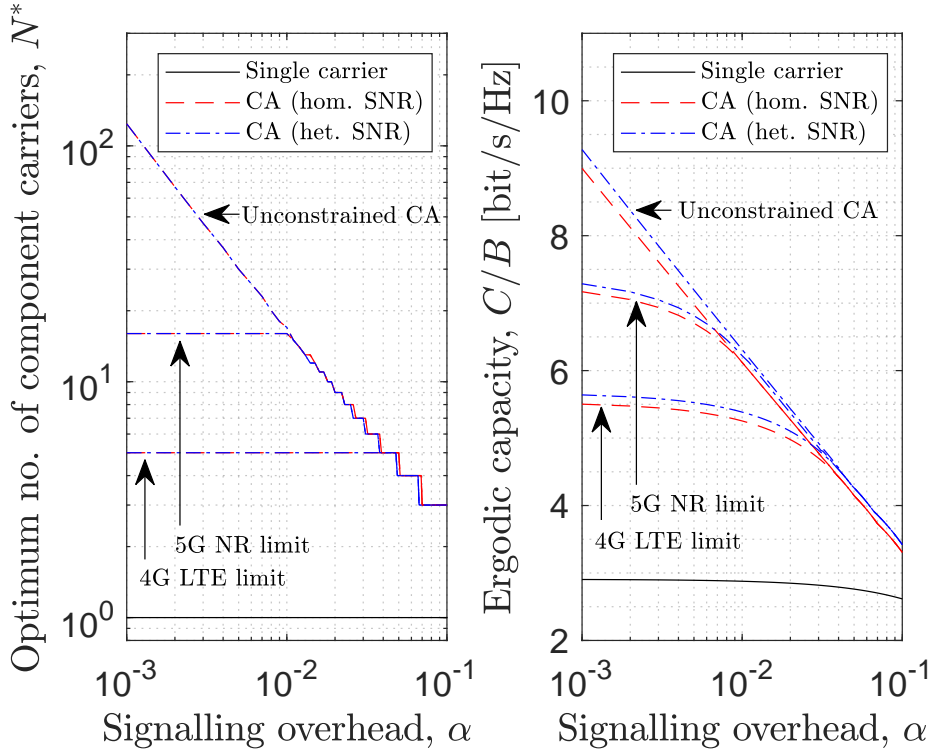 Optimum no. of component carriers, N*
10^2
10^1
10^0
Single carrier
CA (hom. SNR)
CA (het. SNR)
Unconstrained CA
5G NR limit
4G LTE limit
10^-3
10^-2
10^-1
Signalling overhead, α
Ergodic capacity, C/B [bit/s/Hz]
10
8
6
4
2
Single carrier
CA (hom. SNR)
CA (het. SNR)
Unconstrained CA
5G NR limit
4G LTE limit
10^-3
10^-2
10^-1
Signalling overhead, α